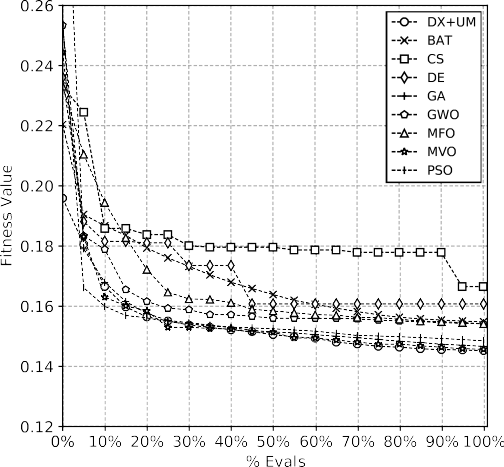 0.26
0.24
0.22
0.20
0.18
0.16
0.14
0.12
Fitness Value
0% 10% 20% 30% 40% 50% 60% 70% 80% 90% 100%
% Evals
DX+UM
BAT
CS
DE
GA
GWO
MFO
MVO
PSO